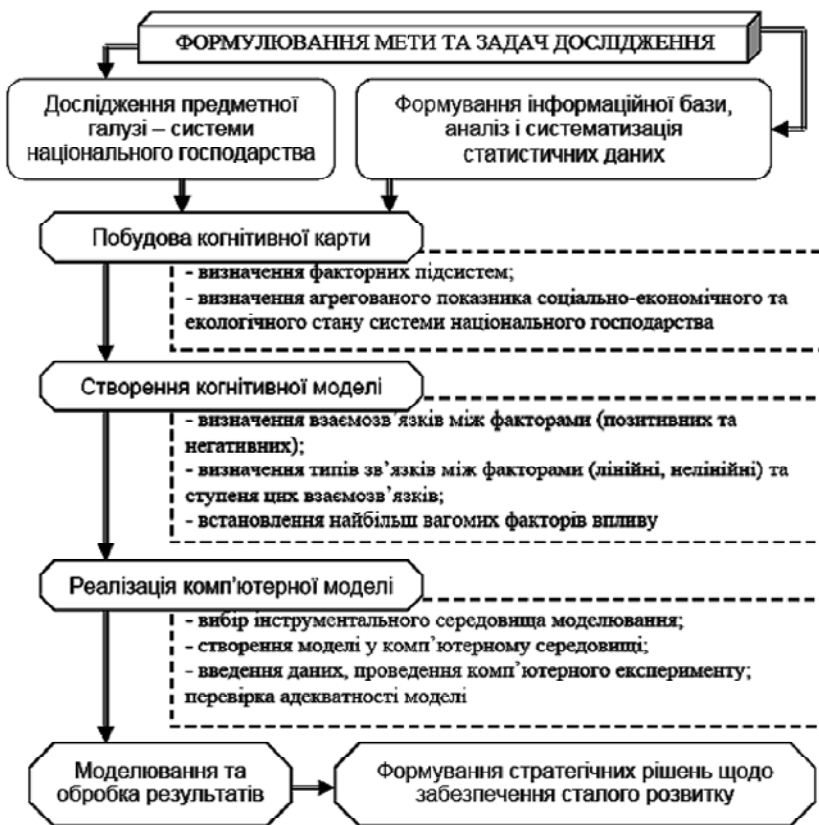 ФОРМУЛЮВАННЯ МЕТИ ТА ЗАДАЧ ДОСЛІДЖЕННЯ
Дослідження предметної
галузі – системи
національного господарства
Формування інформаційної бази,
аналіз і систематизація
статистичних даних
Побудова когнітивної карти
- визначення факторних підсистем;
- визначення агрегованого показника соціально-економічного та
екологічного стану системи національного господарства
Створення когнітивної моделі
- визначення взаємозв’язків між факторами (позитивних та
негативних);
- визначення типів зв’язків між факторами (лінійні, нелінійні) та
ступеня цих взаємозв’язків;
- встановлення найбільш вагомих факторів впливу
Реалізація комп’ютерної моделі
- вибір інструментального середовища моделювання;
- створення моделі у комп’ютерному середовищі;
- введення даних, проведення комп’ютерного експерименту;
перевірка адекватності моделі
Моделювання та
обробка результатів
Формування стратегічних рішень щодо
забезпечення сталого розвитку